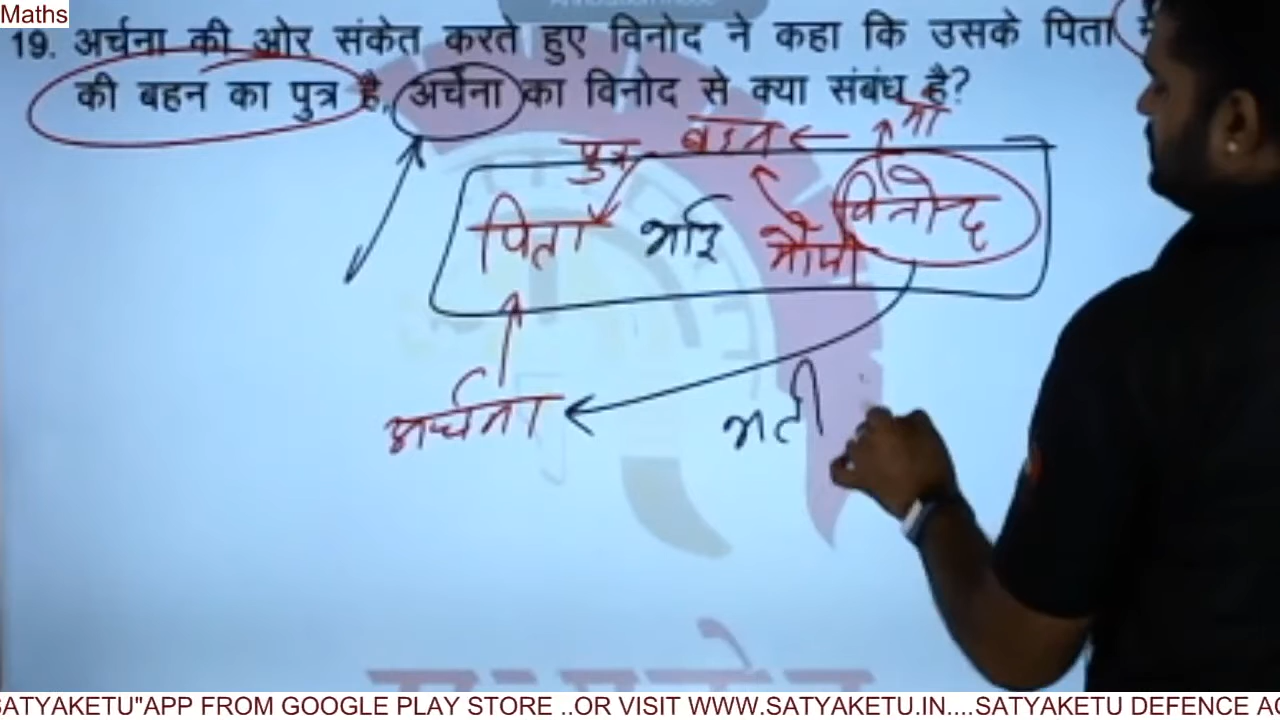 Maths
19. अर्चना की ओर संकेत करते हुए विनोद ने कहा कि उसके पिता
की बहन का पुत्र है, अर्चना का विनोद से क्या संबंध है?
माँ
पुत्र बहन ←
पिता भाई मौसी विनोद
अर्चना भती
SATYAKETU"APP FROM GOOGLE PLAY STORE ..OR VISIT WWW.SATYAKETU.IN....SATYAKETU DEFENCE AC